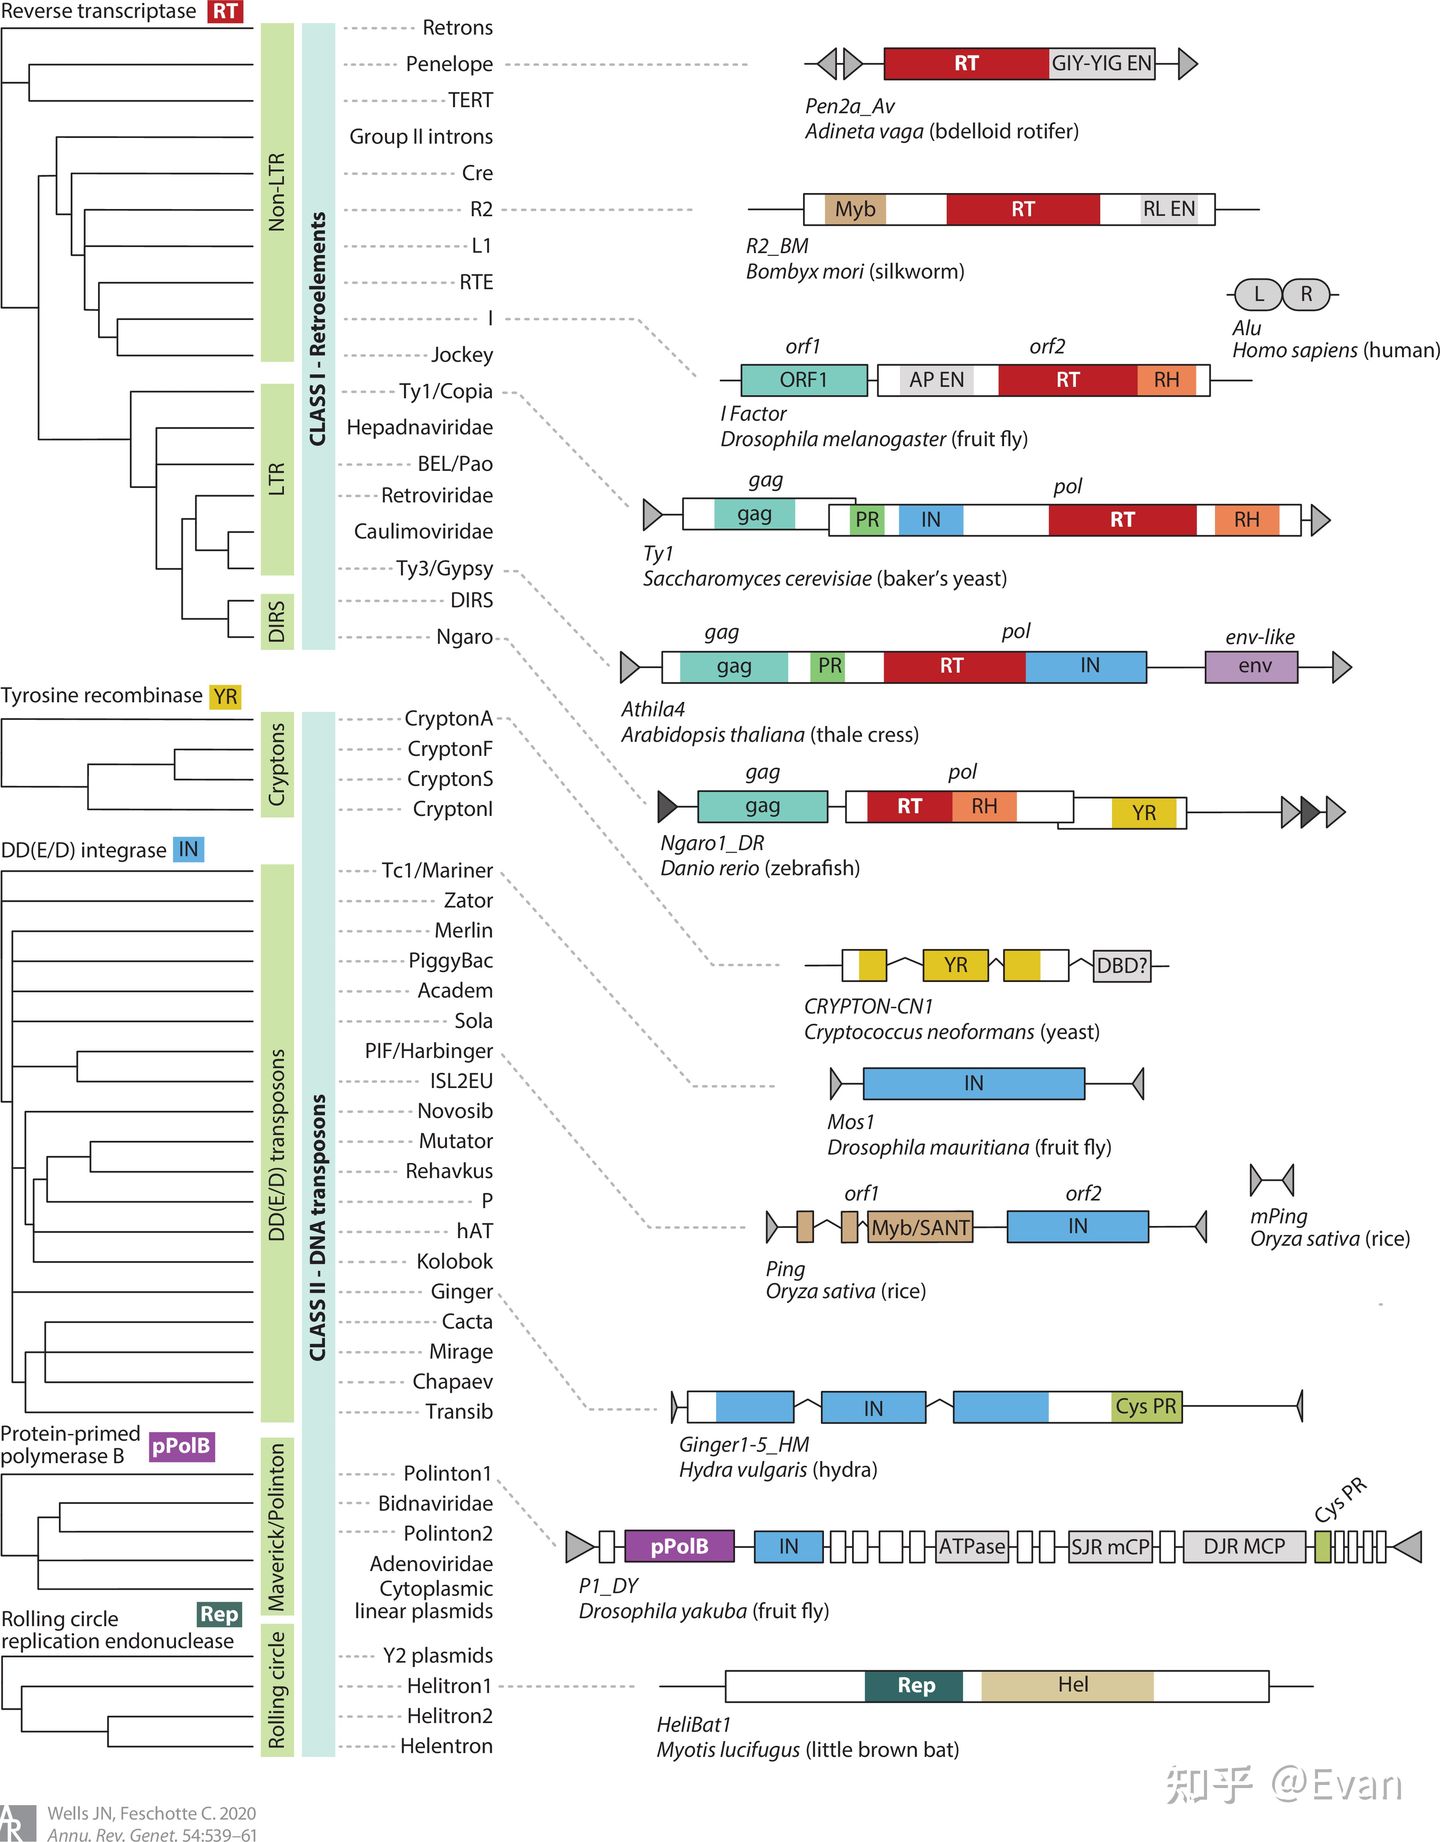 Reverse transcriptase RT
Non-LTR
LTR
DIRS
CLASS I - Retroelements
Retrons
Penelope
TERT
Group II introns
Cre
R2
L1
RTE
I
Jockey
Ty1/Copia
Hepadnaviridae
BEL/Pao
Retroviridae
Caulimoviridae
Ty3/Gypsy
DIRS
Ngaro
RT GIY-YIG EN
Pen2a_Av
Adineta vaga (bdelloid rotifer)
Myb RT RL EN
R2_BM
Bombyx mori (silkworm)
L R
Alu
Homo sapiens (human)
orf1 orf2
ORF1 AP EN RT RH
I Factor
Drosophila melanogaster (fruit fly)
gag pol
gag PR IN RT RH
Ty1
Saccharomyces cerevisiae (baker's yeast)
gag pol env-like
gag PR RT IN env
Athila4
Arabidopsis thaliana (thale cress)
gag pol
gag RT RH YR
Ngaro1_DR
Danio rerio (zebrafish)
Tyrosine recombinase YR
Cryptons
CLASS II - DNA transposons
CryptonA
CryptonF
CryptonS
CryptonI
YR DBD?
CRYPTON-CN1
Cryptococcus neoformans (yeast)
DD(E/D) integrase IN
DD(E/D) transposons
Tc1/Mariner
Zator
Merlin
PiggyBac
Academ
Sola
PIF/Harbinger
ISL2EU
Novosib
Mutator
Rehavkus
P
hAT
Kolobok
Ginger
Cacta
Mirage
Chapaev
Transib
IN
Mos1
Drosophila mauritiana (fruit fly)
orf1 orf2
Myb/SANT IN
Ping
Oryza sativa (rice)
mPing
Oryza sativa (rice)
IN Cys PR
Ginger1-5_HM
Hydra vulgaris (hydra)
Protein-primed
polymerase B pPolB
Maverick/Polinton
Polinton1
Bidnaviridae
Polinton2
Adenoviridae
Cytoplasmic
linear plasmids
Cys PR
pPolB IN ATPase SJR mCP DJR MCP
P1_DY
Drosophila yakuba (fruit fly)
Rolling circle
replication endonuclease Rep
Rolling circle
Y2 plasmids
Helitron1
Helitron2
Helentron
Rep Hel
HeliBat1
Myotis lucifugus (little brown bat)
知乎 @Evan
AR Wells JN, Feschotte C. 2020
Annu. Rev. Genet. 54:539–61